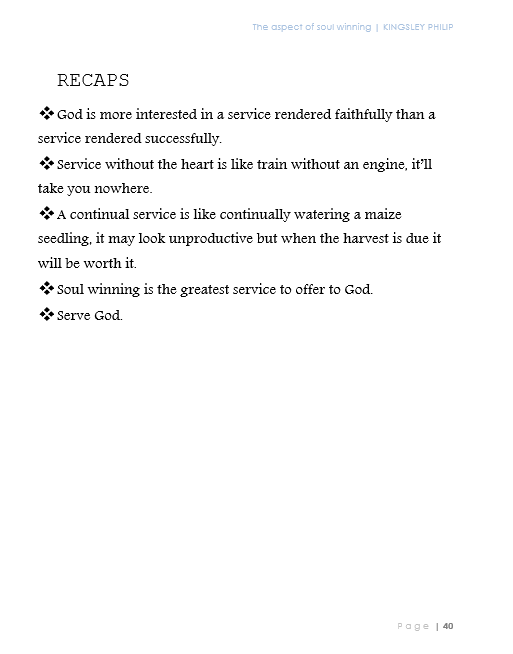 The aspect of soul winning | KINGSLEY PHILIP
RECAPS
❖God is more interested in a service rendered faithfully than a
service rendered successfully.
❖Service without the heart is like train without an engine, it’ll
take you nowhere.
❖A continual service is like continually watering a maize
seedling, it may look unproductive but when the harvest is due it
will be worth it.
❖Soul winning is the greatest service to offer to God.
❖Serve God.
Page | 40